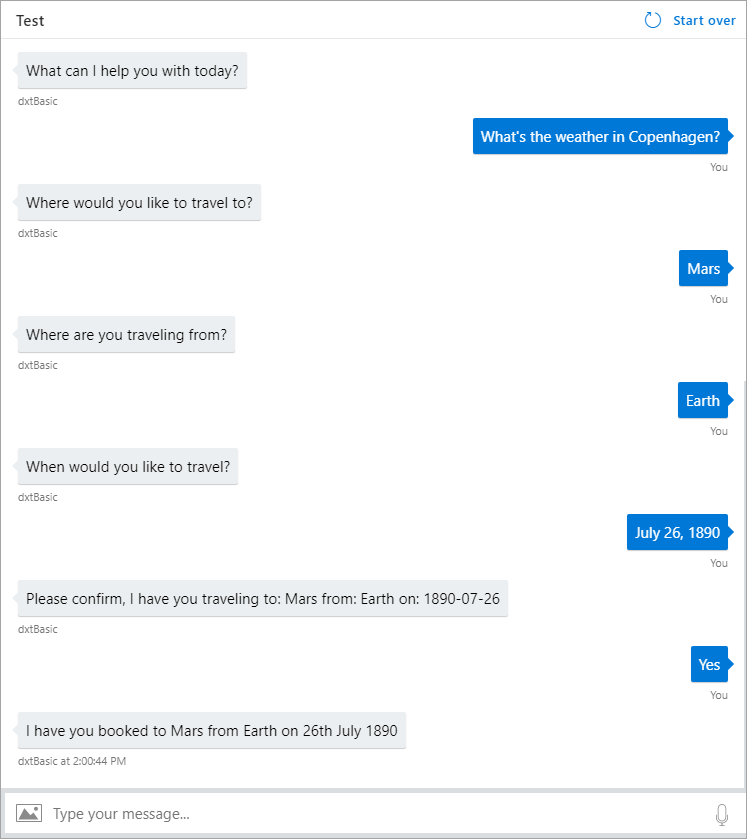 Test
Start over
What can I help you with today?
dxtBasic
What's the weather in Copenhagen?
You
Where would you like to travel to?
dxtBasic
Mars
You
Where are you traveling from?
dxtBasic
Earth
You
When would you like to travel?
dxtBasic
July 26, 1890
You
Please confirm, I have you traveling to: Mars from: Earth on: 1890-07-26
dxtBasic
Yes
You
I have you booked to Mars from Earth on 26th July 1890
dxtBasic at 2:00:44 PM
Type your message...